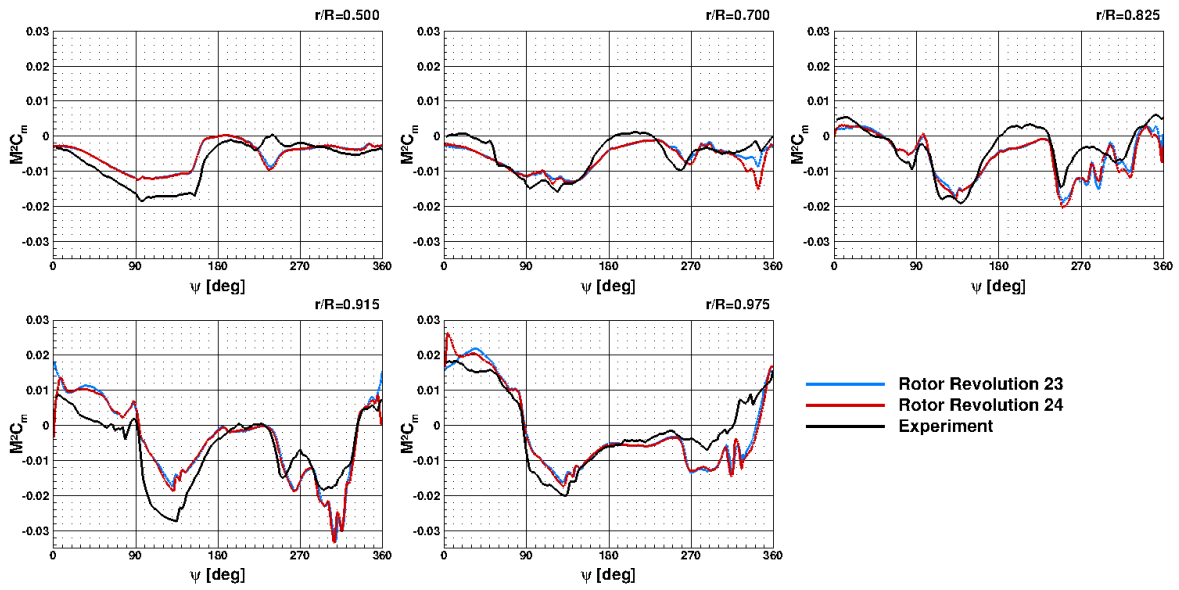 r/R=0.500
0.03
0.02
0.01
0
-0.01
-0.02
-0.03
M²Cm
0 90 180 270 360
ψ [deg]
r/R=0.700
0.03
0.02
0.01
0
-0.01
-0.02
-0.03
M²Cm
0 90 180 270 360
ψ [deg]
r/R=0.825
0.03
0.02
0.01
0
-0.01
-0.02
-0.03
M²Cm
0 90 180 270 360
ψ [deg]
r/R=0.915
0.03
0.02
0.01
0
-0.01
-0.02
-0.03
M²Cm
0 90 180 270 360
ψ [deg]
r/R=0.975
0.03
0.02
0.01
0
-0.01
-0.02
-0.03
M²Cm
0 90 180 270 360
ψ [deg]
Rotor Revolution 23
Rotor Revolution 24
Experiment